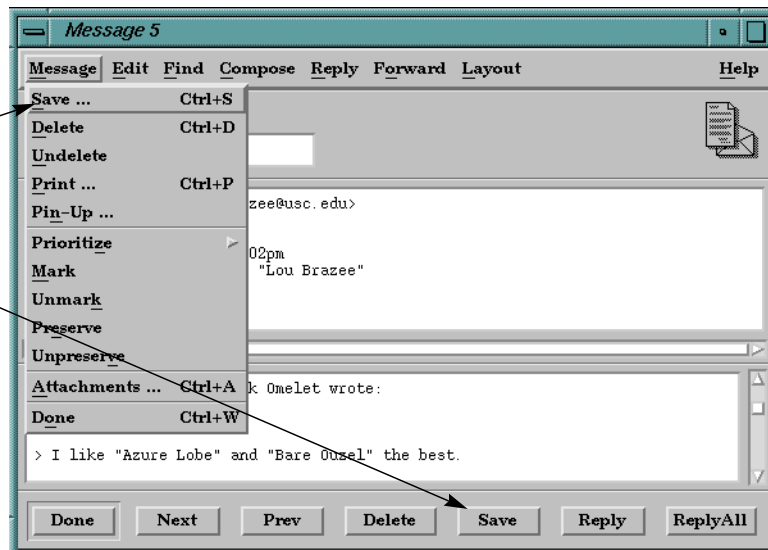 Message 5
Message Edit Find Compose Reply Forward Layout Help
Save ... Ctrl+S
Delete Ctrl+D
Undelete
Print ... Ctrl+P
Pin-Up ...
Prioritize
Mark
Unmark
Preserve
Unpreserve
Attachments ... Ctrl+A
Done Ctrl+W
zee@usc.edu>
02pm
"Lou Brazee"
k Omelet wrote:
> I like "Azure Lobe" and "Bare Ouzel" the best.
Done Next Prev Delete Save Reply ReplyAll